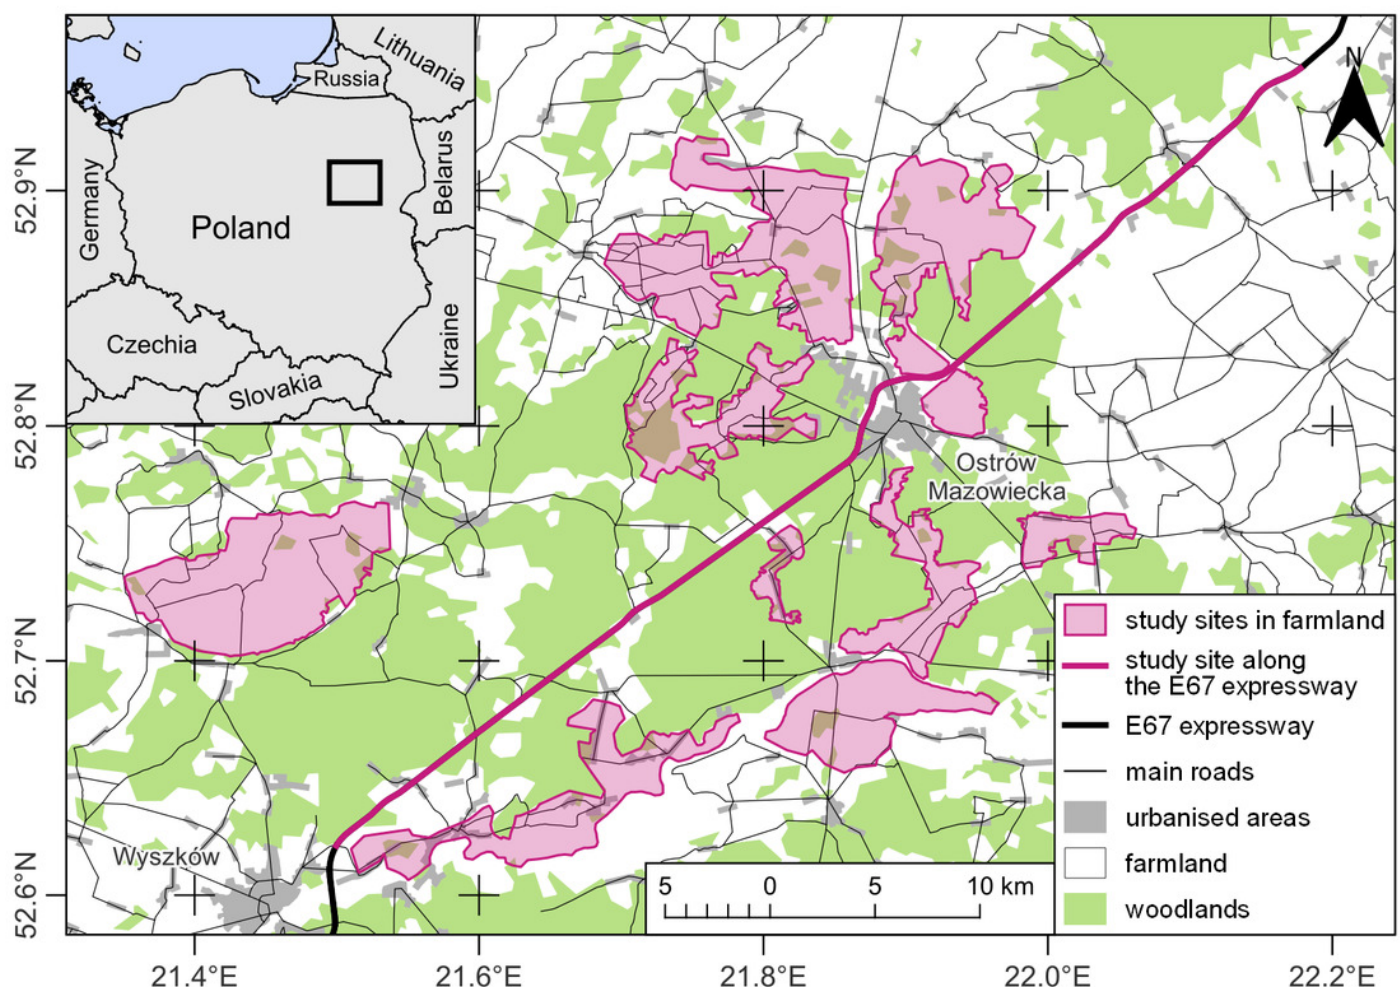 Lithuania
Russia
Belarus
Germany
Poland
Czechia
Slovakia
Ukraine
N
52.9°N
52.8°N
52.7°N
52.6°N
Ostrów
Mazowiecka
Wyszków
study sites in farmland
study site along
the E67 expressway
E67 expressway
main roads
urbanised areas
farmland
woodlands
5 0 5 10 km
21.4°E 21.6°E 21.8°E 22.0°E 22.2°E